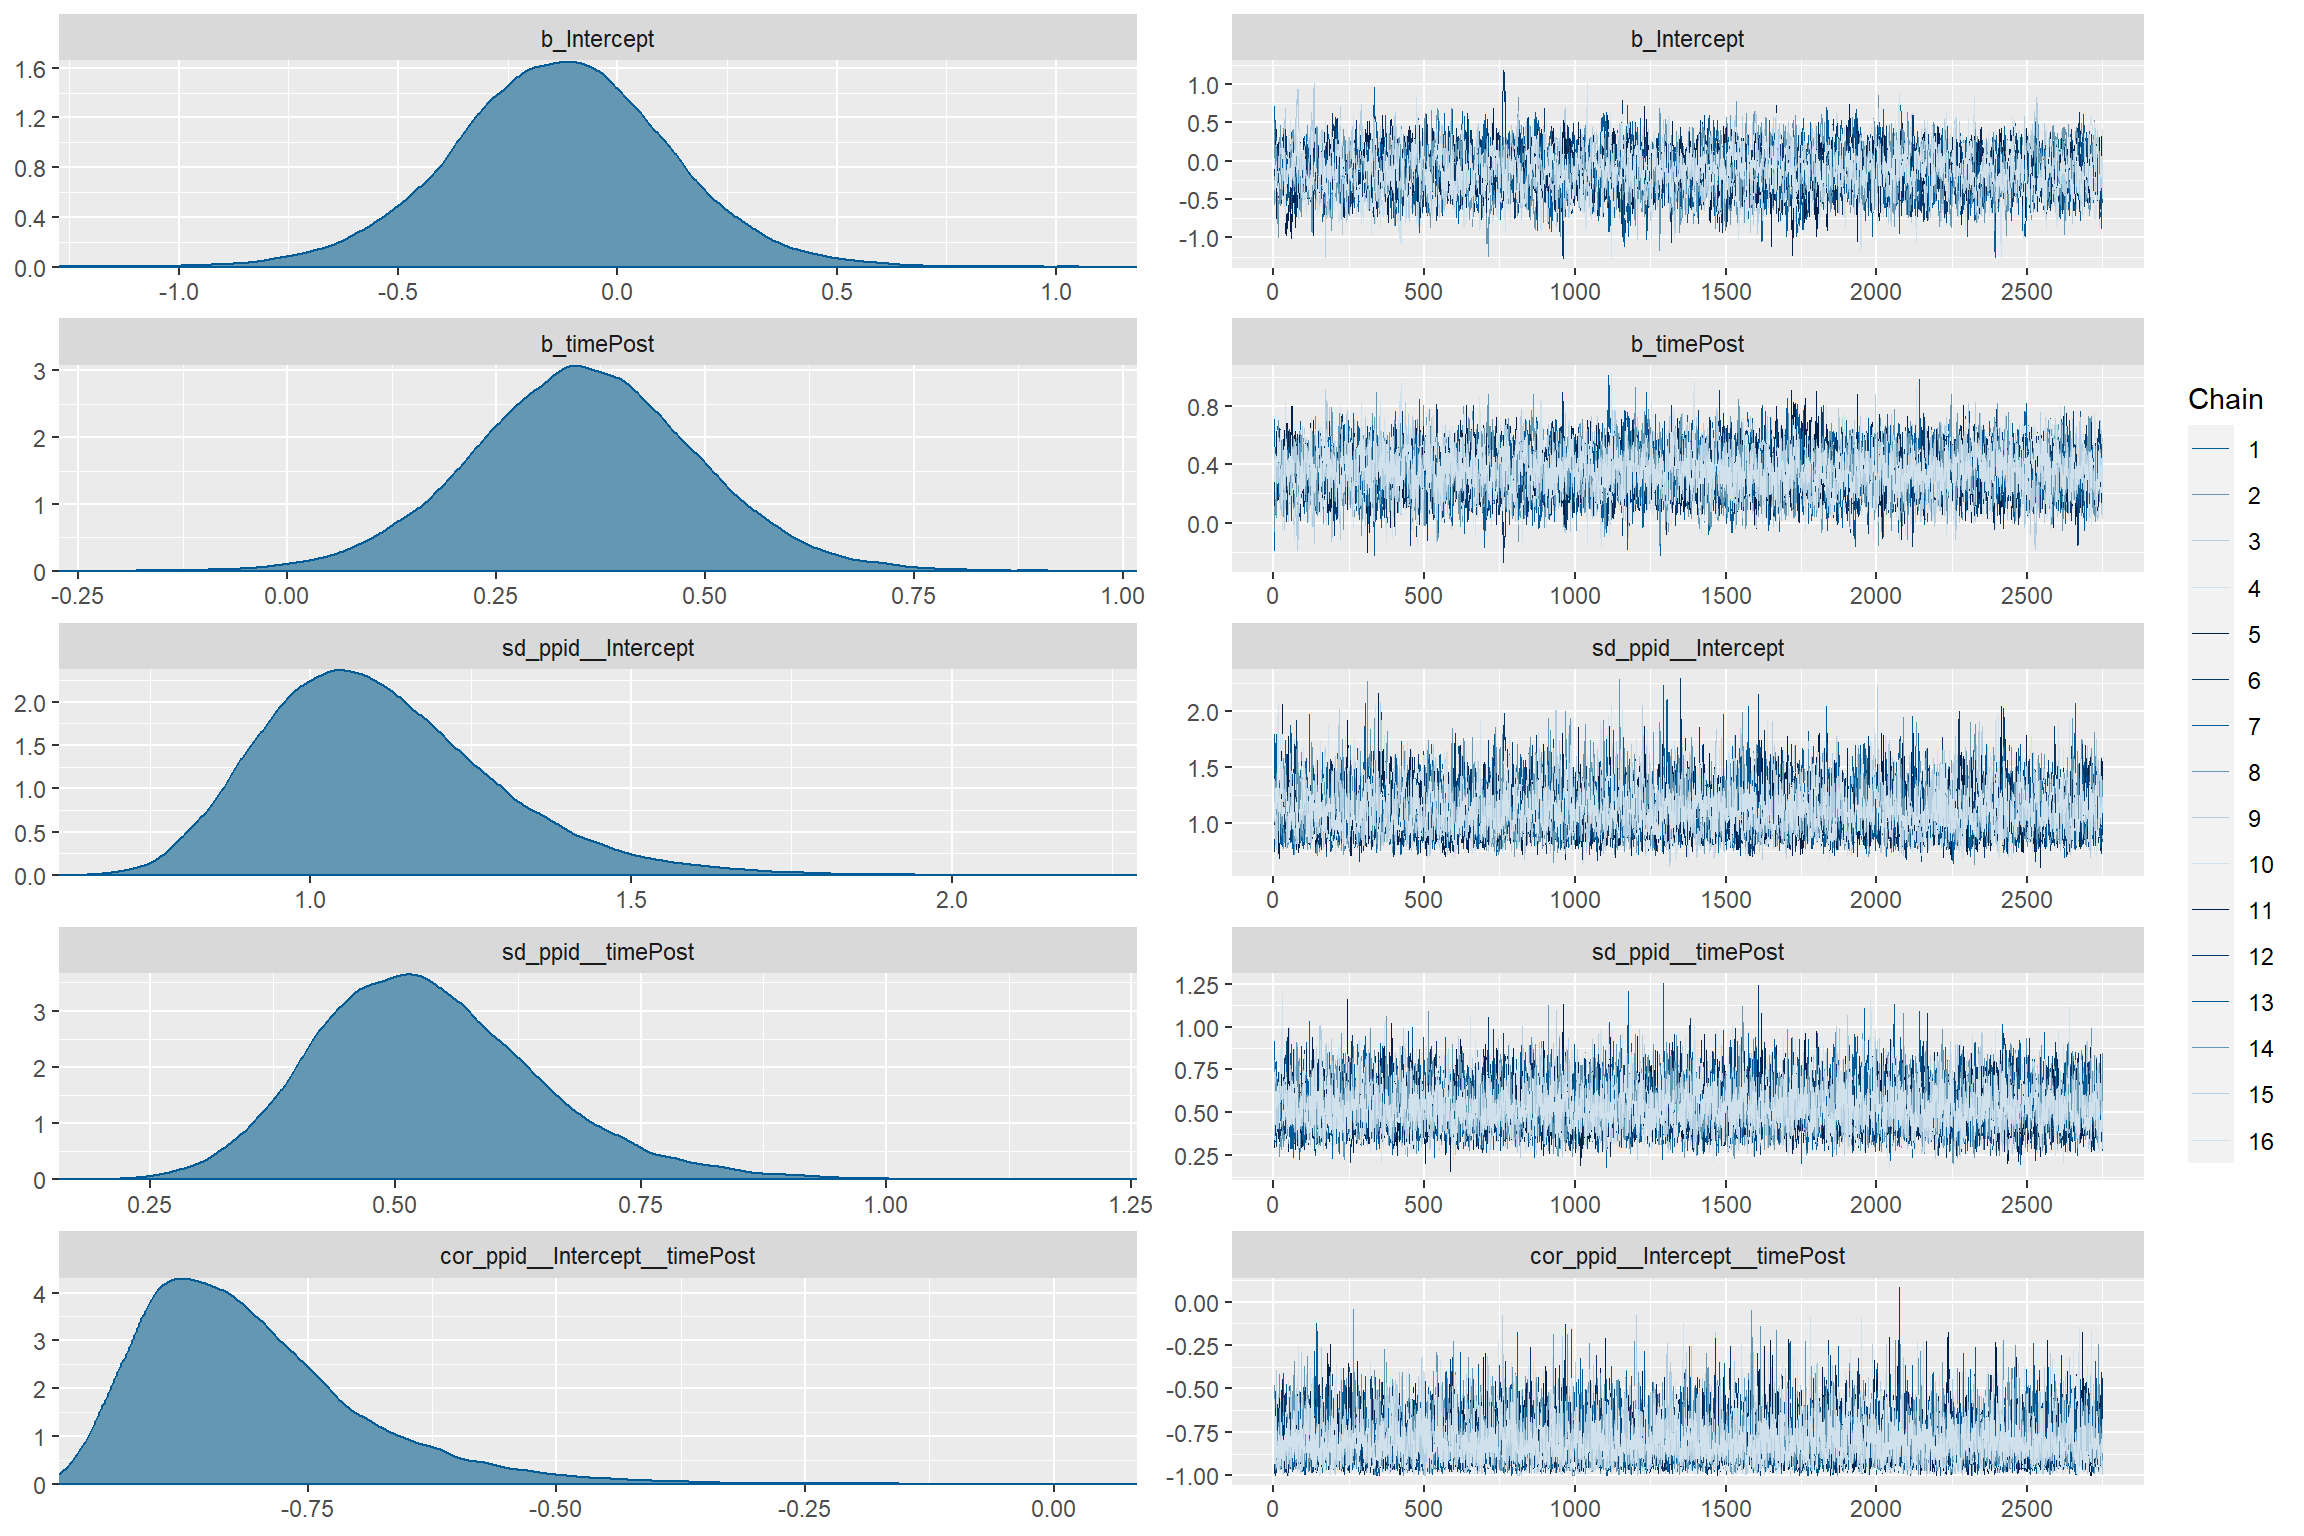 b_Intercept
1.6
1.2
0.8
0.4
0.0
-1.0 -0.5 0.0 0.5 1.0
b_Intercept
1.0
0.5
0.0
-0.5
-1.0
0 500 1000 1500 2000 2500
b_timePost
3
2
1
0
-0.25 0.00 0.25 0.50 0.75 1.00
b_timePost
0.8
0.4
0.0
0 500 1000 1500 2000 2500
sd_ppid__Intercept
2.0
1.5
1.0
0.5
0.0
1.0 1.5 2.0
sd_ppid__Intercept
2.0
1.5
1.0
0 500 1000 1500 2000 2500
sd_ppid__timePost
3
2
1
0
0.25 0.50 0.75 1.00 1.25
sd_ppid__timePost
1.25
1.00
0.75
0.50
0.25
0 500 1000 1500 2000 2500
cor_ppid__Intercept__timePost
4
3
2
1
0
-0.75 -0.50 -0.25 0.00
cor_ppid__Intercept__timePost
0.00
-0.25
-0.50
-0.75
-1.00
0 500 1000 1500 2000 2500
Chain
1
2
3
4
5
6
7
8
9
10
11
12
13
14
15
16